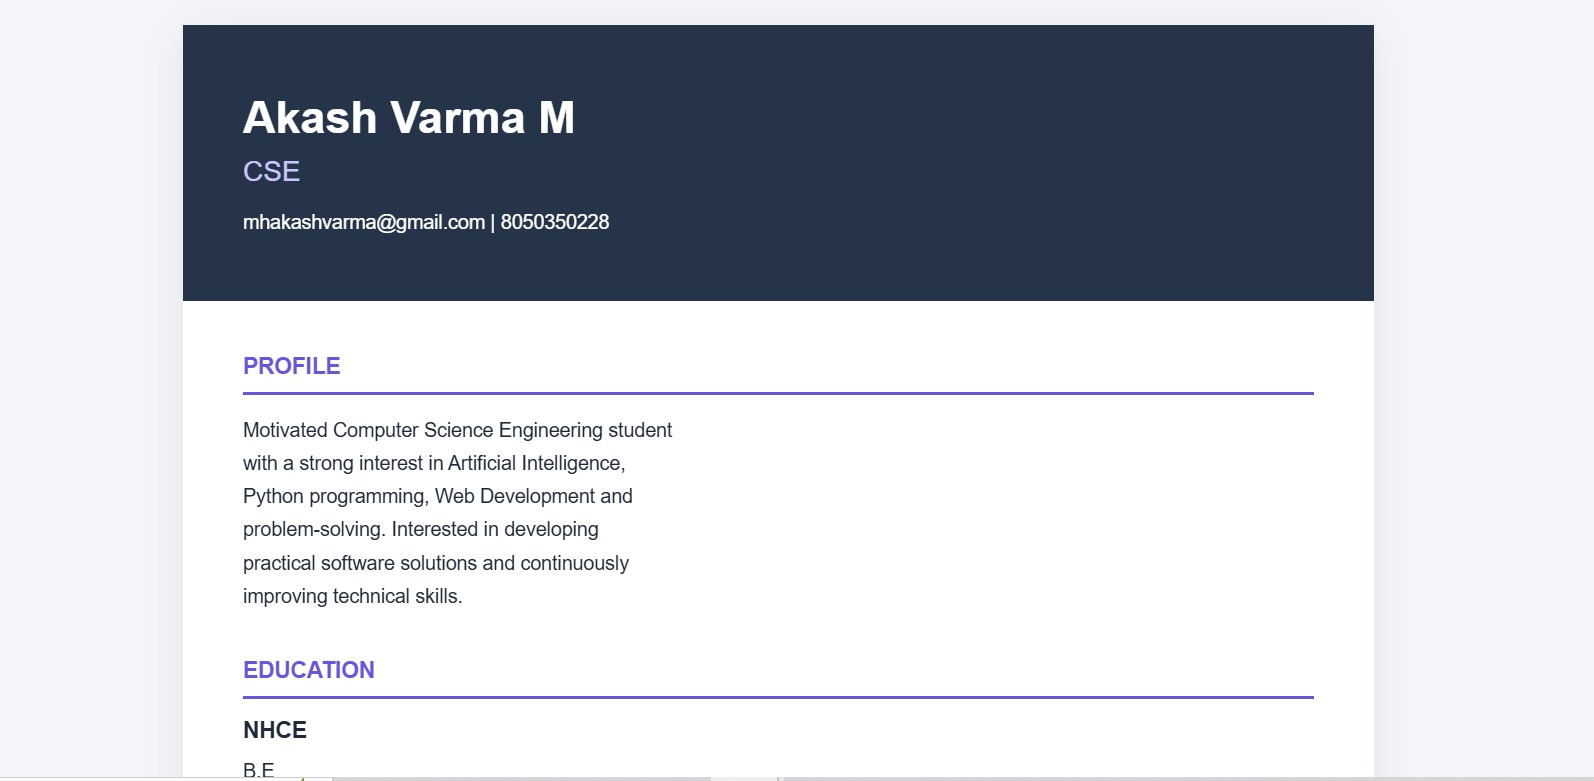 Akash Varma M
CSE
mhakashvarma@gmail.com | 8050350228
PROFILE
Motivated Computer Science Engineering student
with a strong interest in Artificial Intelligence,
Python programming, Web Development and
problem-solving. Interested in developing
practical software solutions and continuously
improving technical skills.
EDUCATION
NHCE
B.E